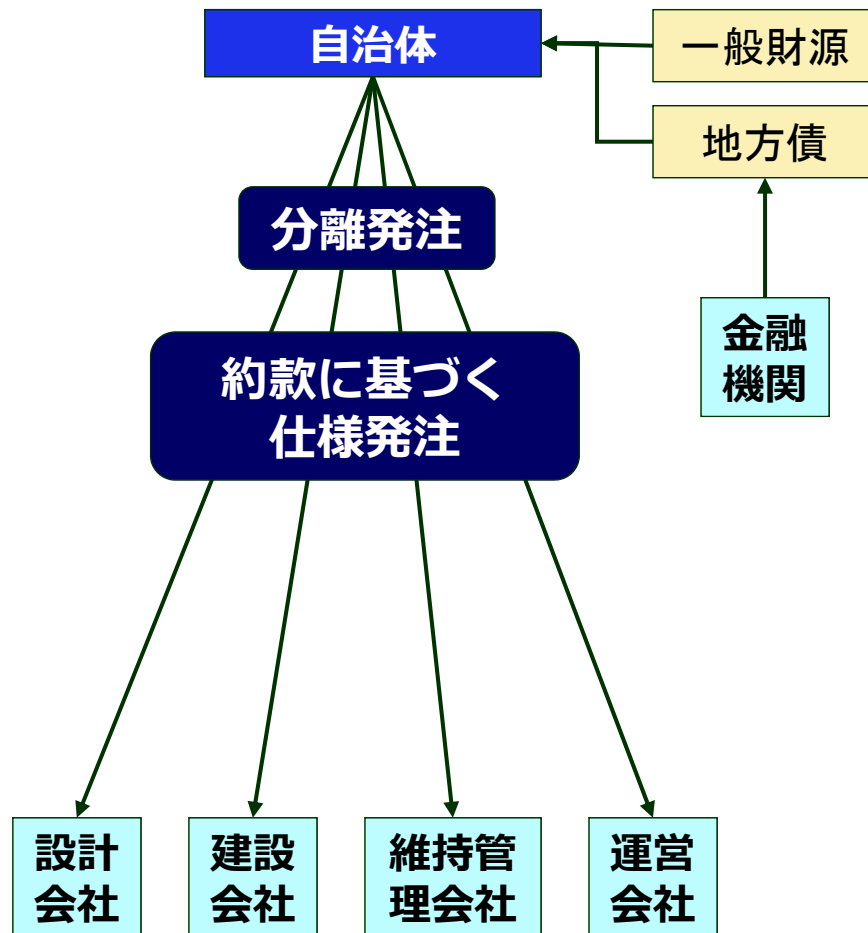 自治体
一般財源
地方債
分離発注
金融
機関
約款に基づく
仕様発注
設計
会社
建設
会社
維持管
理会社
運営
会社